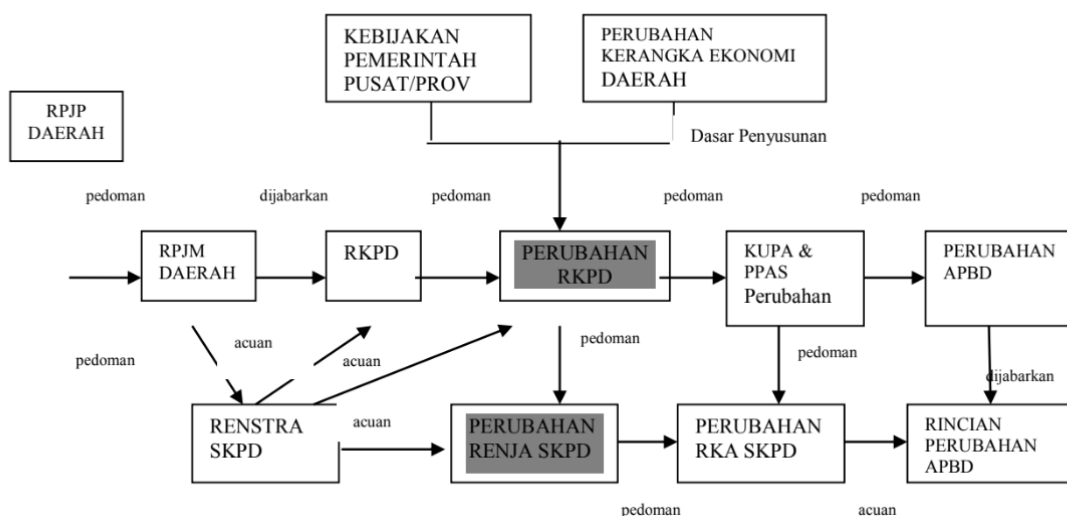 KEBIJAKAN
PEMERINTAH
PUSAT/PROV
PERUBAHAN
KERANGKA EKONOMI
DAERAH
RPJP
DAERAH
Dasar Penyusunan
pedoman
dijabarkan
pedoman
pedoman
pedoman
RPJM
DAERAH
RKPD
PERUBAHAN
RKPD
KUPA &
PPAS
Perubahan
PERUBAHAN
APBD
pedoman
acuan
acuan
pedoman
pedoman
dijabarkan
RENSTRA
SKPD
acuan
PERUBAHAN
RENJA SKPD
PERUBAHAN
RKA SKPD
RINCIAN
PERUBAHAN
APBD
pedoman
acuan